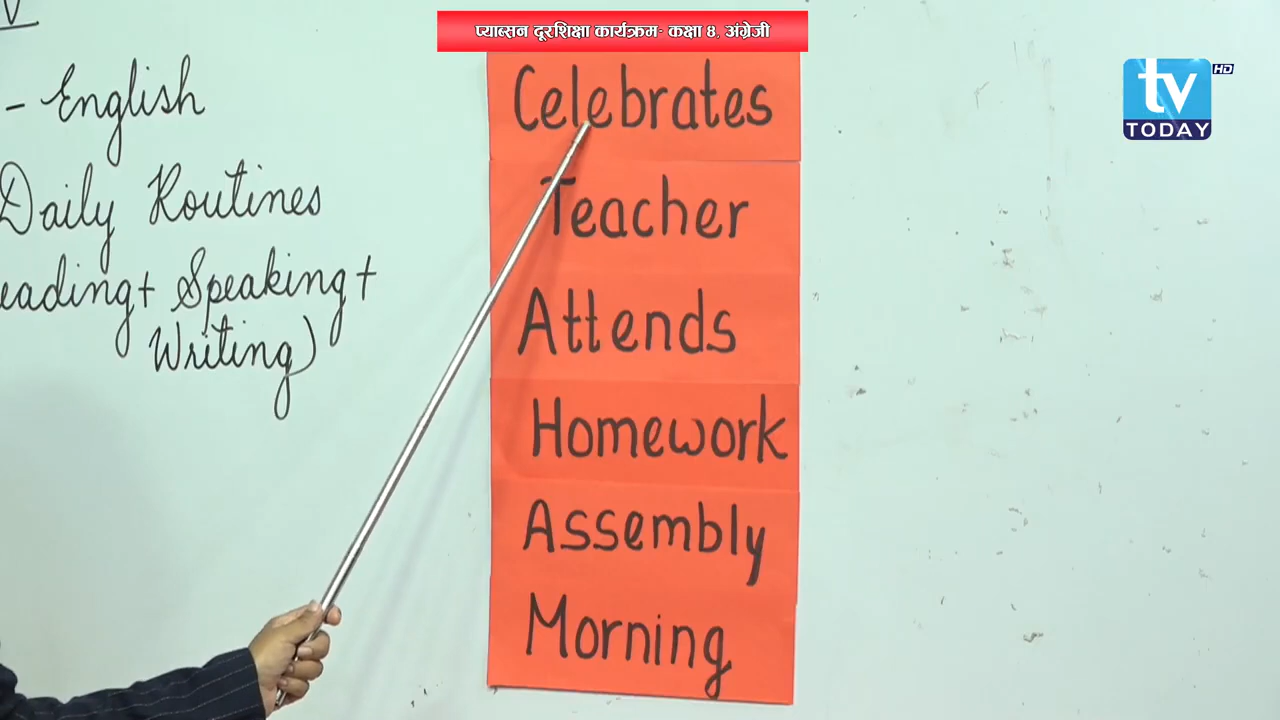 प्याब्सन दूरशिक्षा कार्यक्रम- कक्षा ४, अंग्रेजी
tv HD
TODAY
V
- English
Daily Routines
eading+ Speaking +
Writing)
Celebrates
Teacher
Attends
Homework
Assembly
Morning